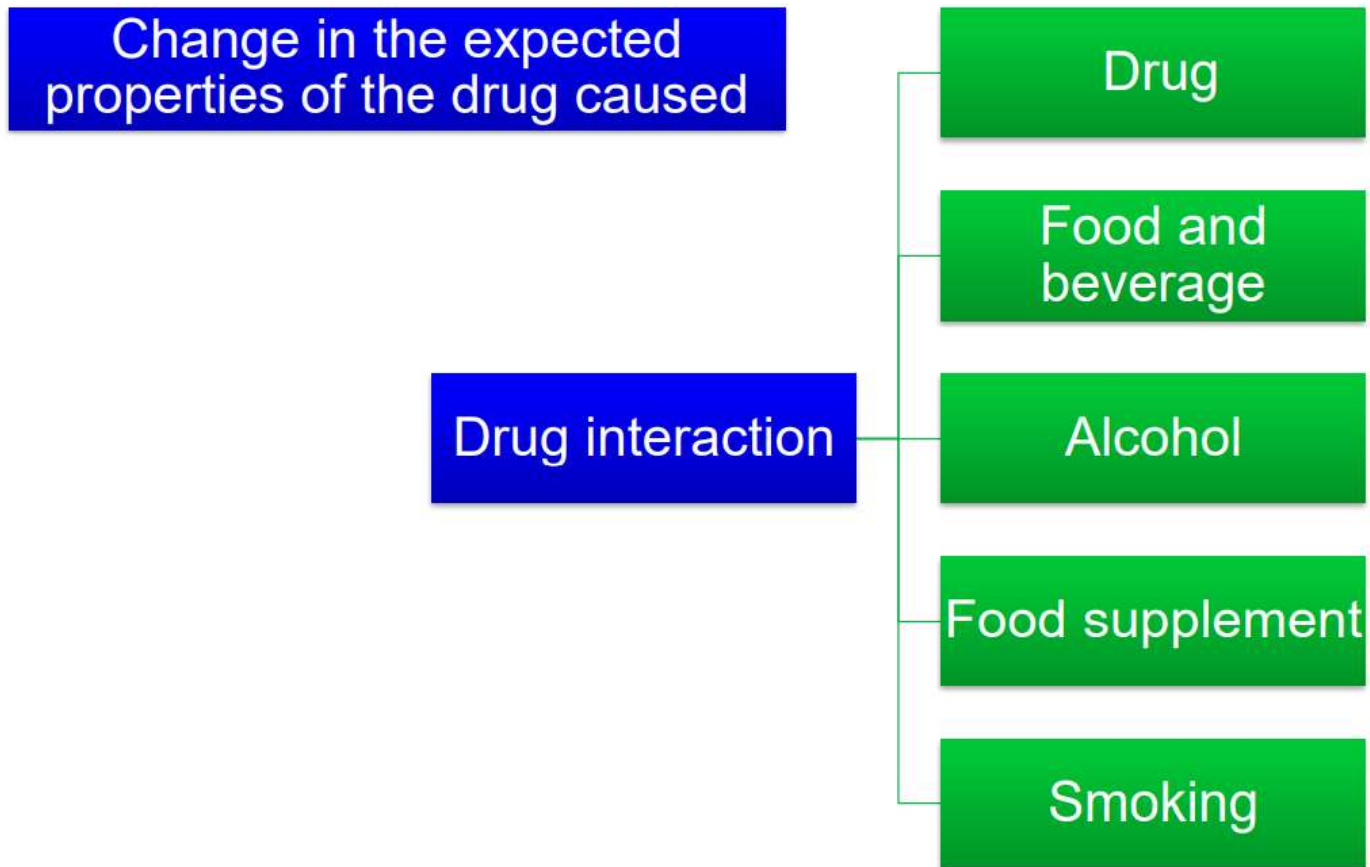 Change in the expected
properties of the drug caused
Drug
Food and
beverage
Drug interaction
Alcohol
Food supplement
Smoking